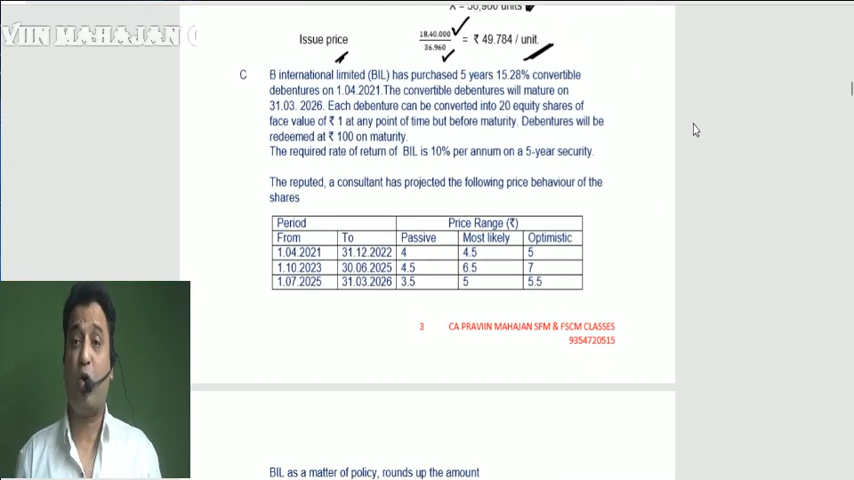 VIIN MAHAJAN C
X = 36,960 units
Issue price 18,40,000 / 36,960 = ₹ 49.784 / unit.
C B international limited (BIL) has purchased 5 years 15.28% convertible
debentures on 1.04.2021.The convertible debentures will mature on
31.03. 2026. Each debenture can be converted into 20 equity shares of
face value of ₹ 1 at any point of time but before maturity. Debentures will be
redeemed at ₹ 100 on maturity.
The required rate of return of BIL is 10% per annum on a 5-year security.
The reputed, a consultant has projected the following price behaviour of the
shares
Period Price Range (₹)
From To Passive Most likely Optimistic
1.04.2021 31.12.2022 4 4.5 5
1.10.2023 30.06.2025 4.5 6.5 7
1.07.2025 31.03.2026 3.5 5 5.5
3 CA PRAVIIN MAHAJAN SFM & FSCM CLASSES
9354720515
BIL as a matter of policy, rounds up the amount